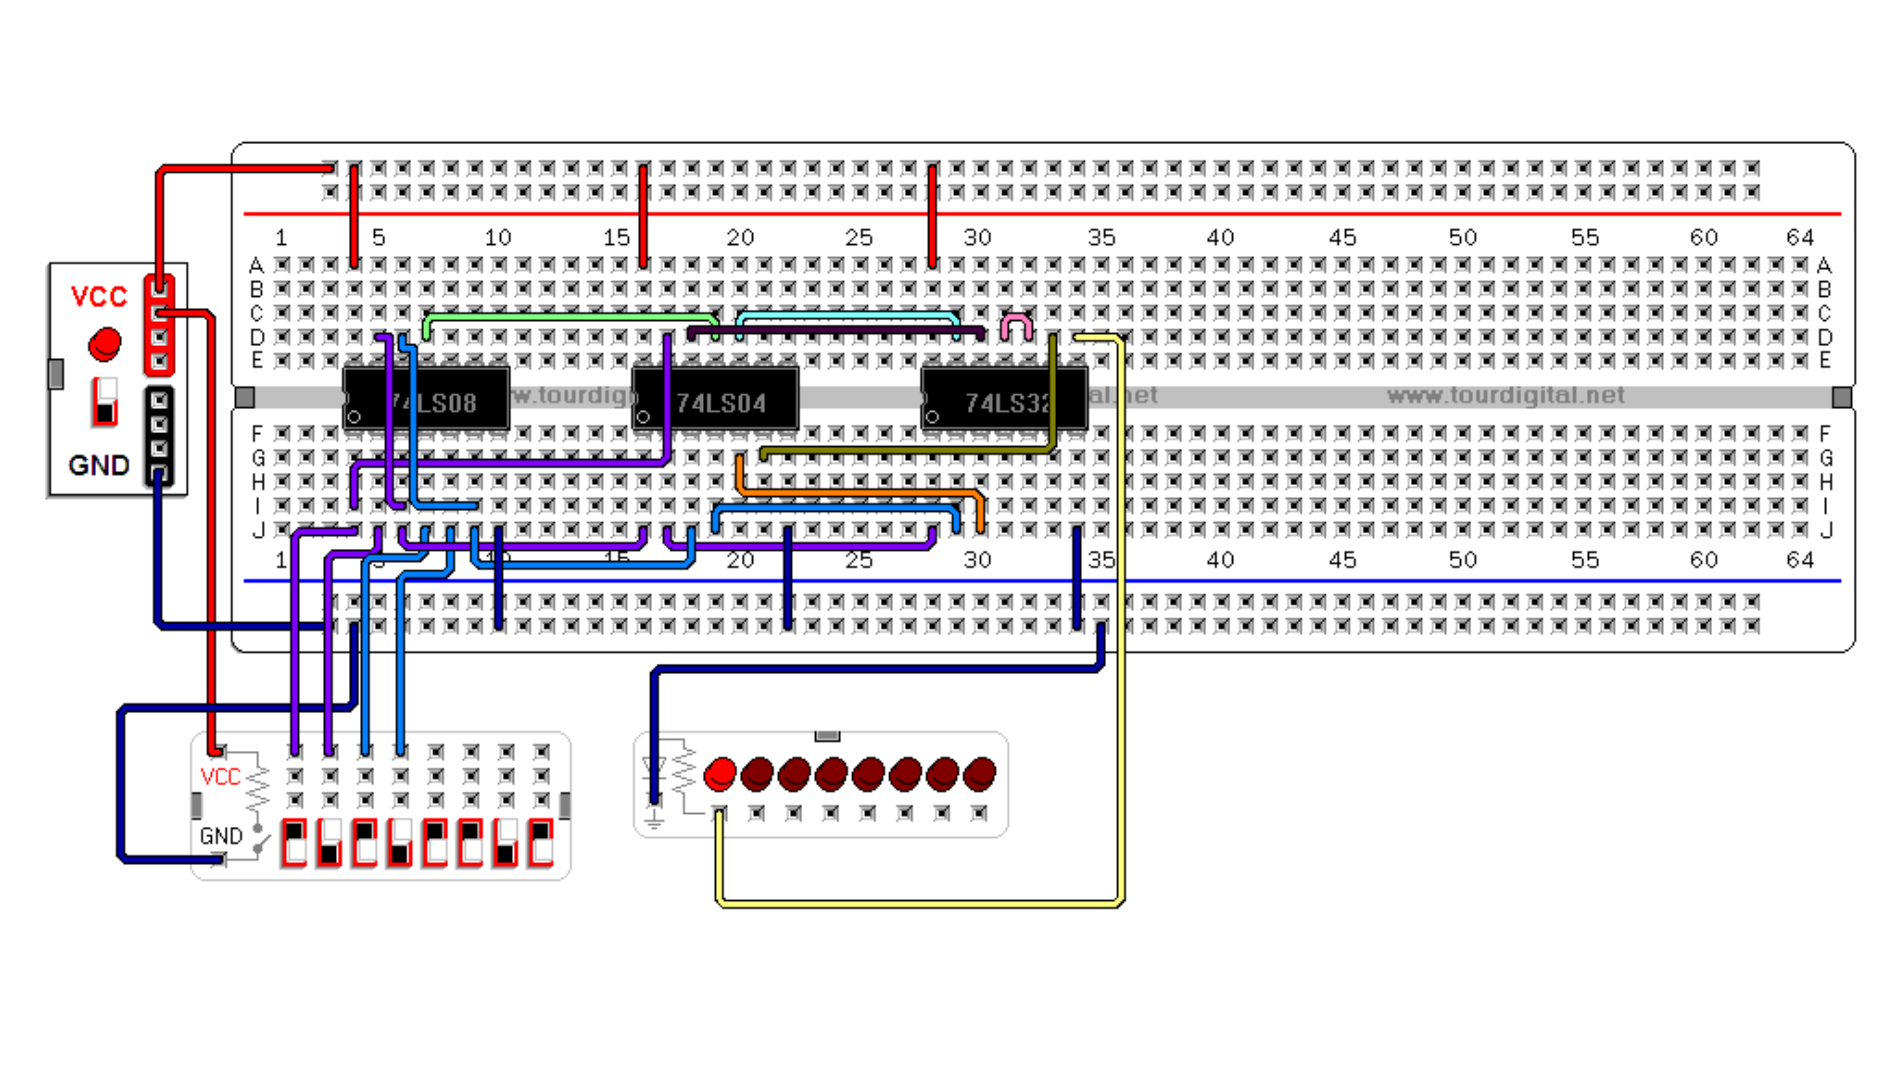 1 5 10 15 20 25 30 35 40 45 50 55 60 64
A A
B B
VCC
C C
D D
E E
74LS08 w.tourdig 74LS04 74LS32 al.net www.tourdigital.net
F F
GND
G G
H H
I I
J J
1 5 10 15 20 25 30 35 40 45 50 55 60 64
VCC
GND